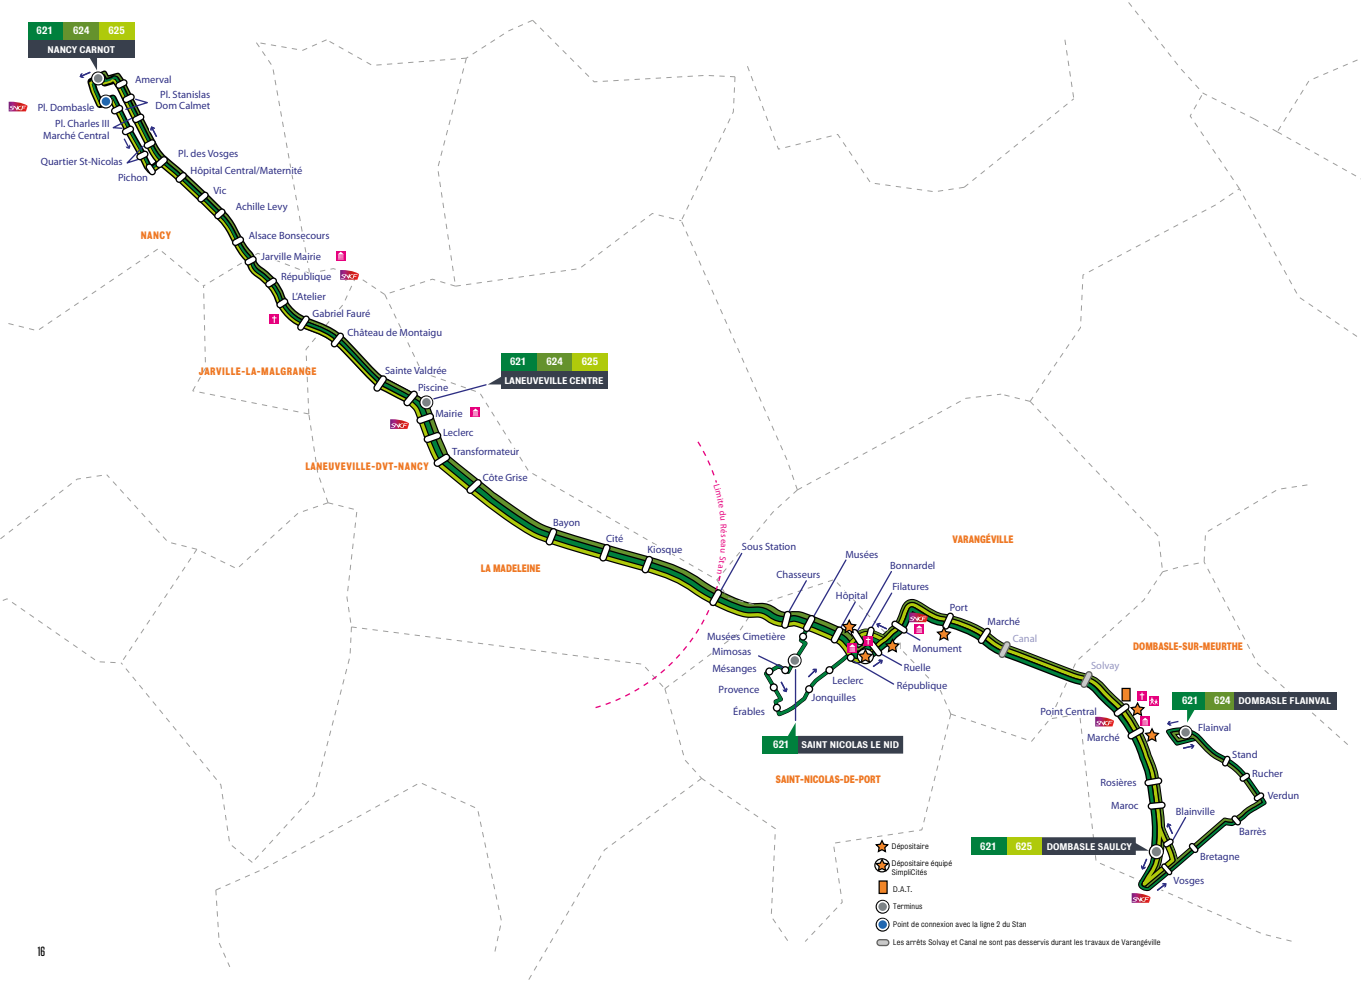 621 624 625
NANCY CARNOT
Amerval
Pl. Stanislas
Dom Calmet
SNCF
Pl. Dombasle
Pl. Charles III
Marché Central
Quartier St-Nicolas
Pichon
Pl. des Vosges
Hôpital Central/Maternité
Vic
Achille Levy
NANCY
Alsace Bonsecours
Jarville Mairie
République
SNCF
L'Atelier
Gabriel Fauré
Château de Montaigu
JARVILLE-LA-MALGRANGE
Sainte Valdrée
Piscine
621 624 625
LANEUVEVILLE CENTRE
Mairie
SNCF
Leclerc
Transformateur
LANEUVEVILLE-DVT-NANCY
Côte Grise
Bayon
Cité
Kiosque
LA MADELEINE
Limite du Réseau Stan
Sous Station
Chasseurs
Musées
Hôpital
Bonnardel
Filatures
VARANGÉVILLE
Port
Marché
Canal
SNCF
Monument
Ruelle
République
Musées Cimetière
Mimosas
Mésanges
Provence
Érables
Leclerc
Jonquilles
621 SAINT NICOLAS LE NID
SAINT-NICOLAS-DE-PORT
Solvay
DOMBASLE-SUR-MEURTHE
Point Central
SNCF
Marché
621 624 DOMBASLE FLAINVAL
Flainval
Stand
Rucher
Verdun
Barrès
Bretagne
Rosières
Maroc
Blainville
621 625 DOMBASLE SAULCY
Vosges
SNCF
Dépositaire
Dépositaire équipé
SimpliCités
D.A.T.
Terminus
Point de connexion avec la ligne 2 du Stan
Les arrêts Solvay et Canal ne sont pas desservis durant les travaux de Varangéville
16